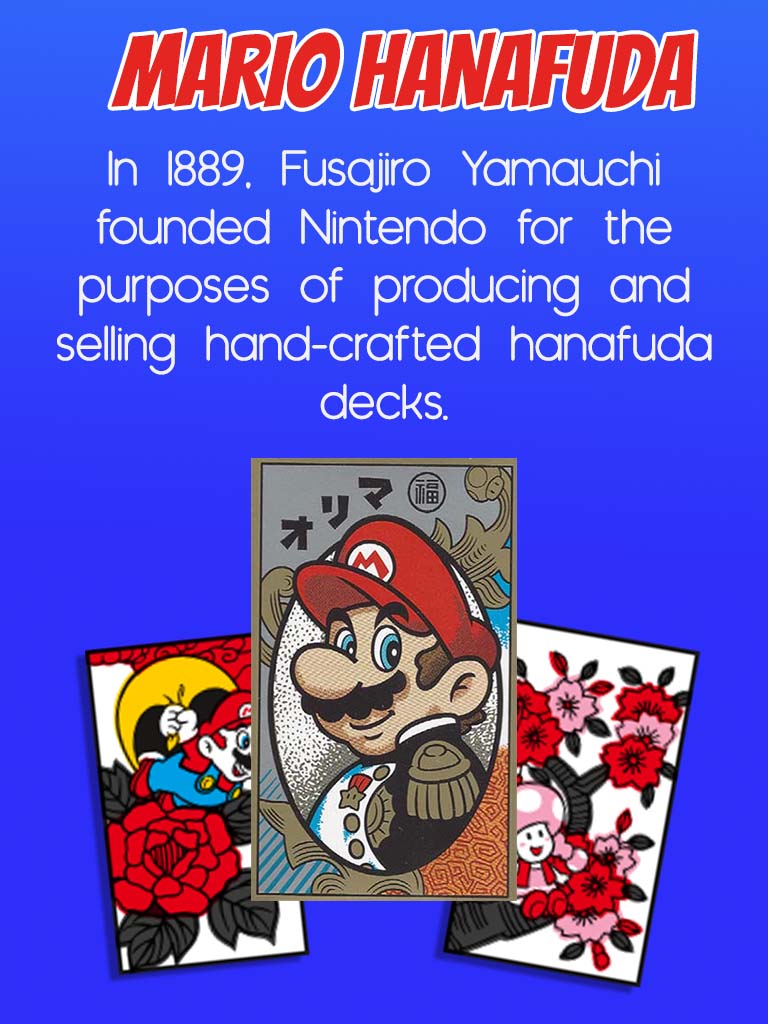 MARIO HANAFUDA
In 1889, Fusajiro Yamauchi
founded Nintendo for the
purposes of producing and
selling hand-crafted hanafuda
decks.
オリマ 福
M